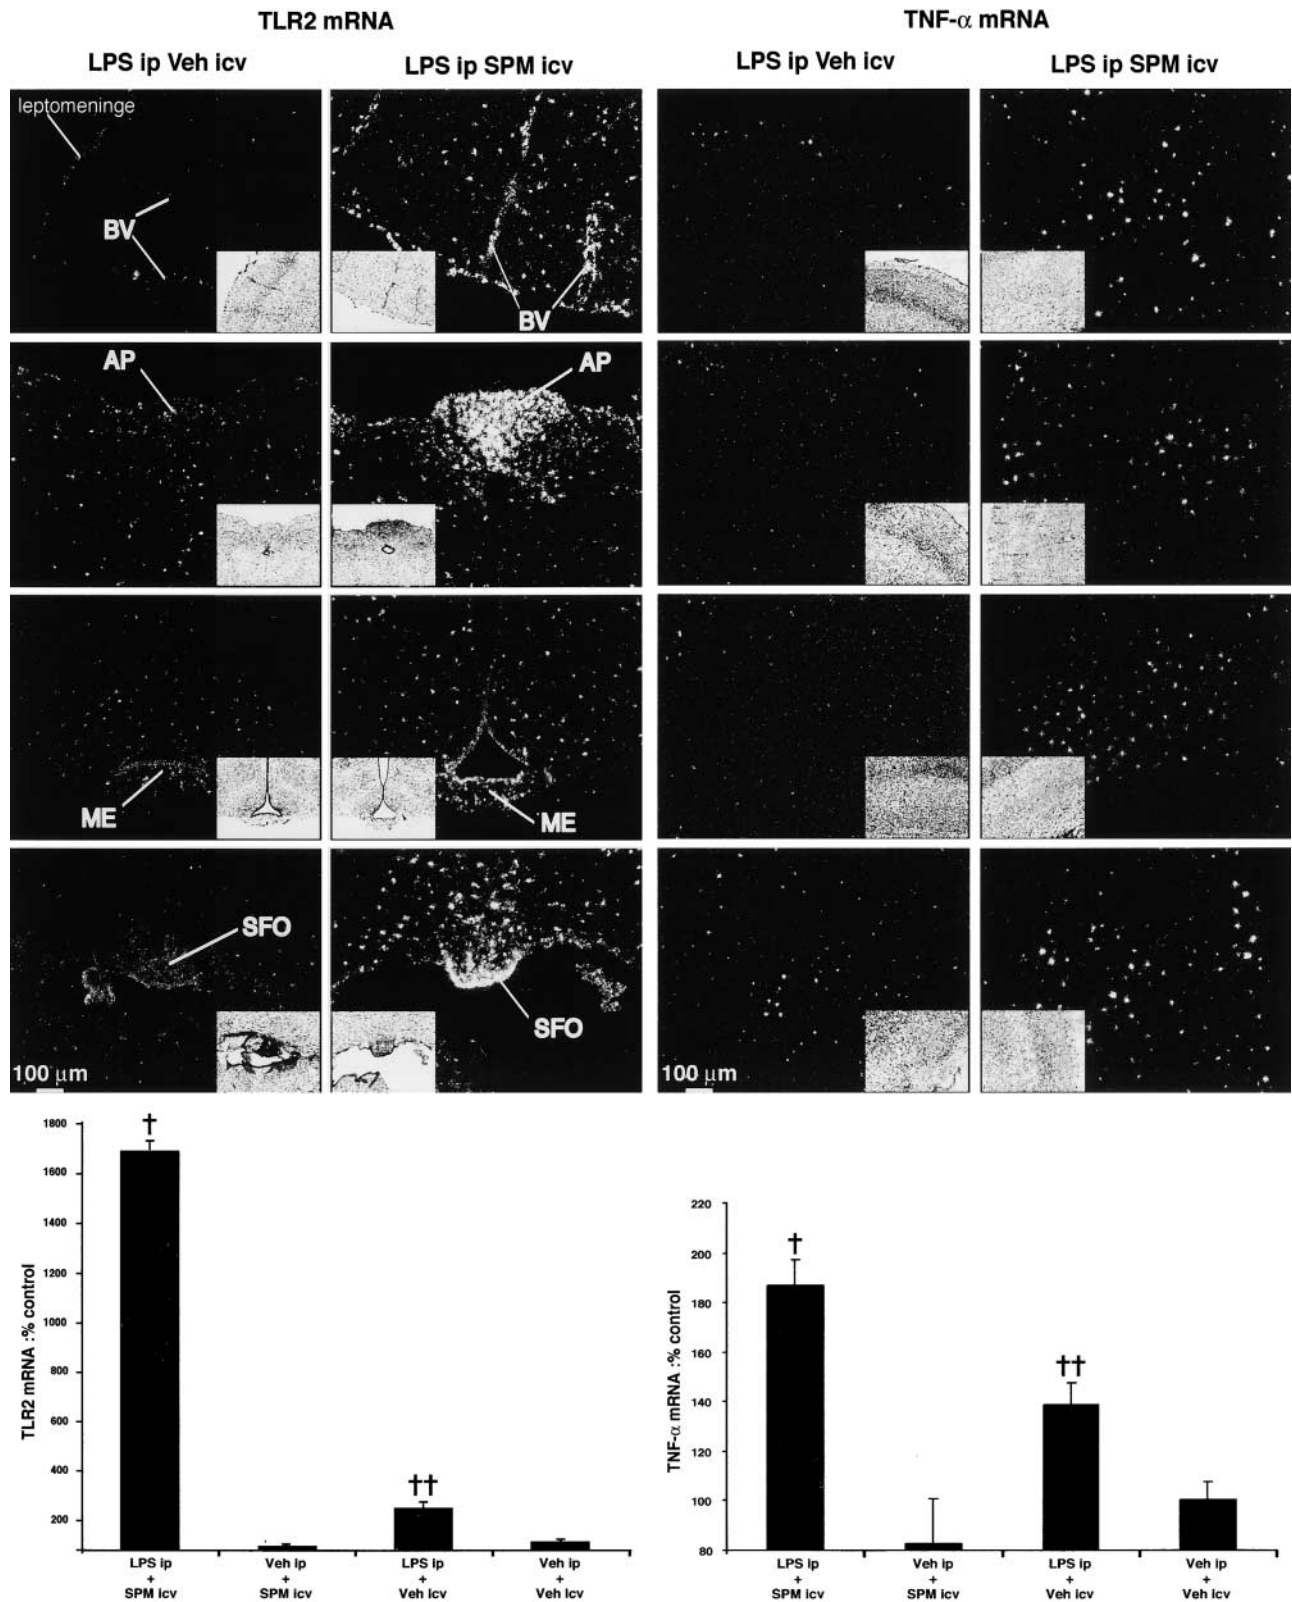 TLR2 mRNA
TNF-α mRNA
LPS ip Veh icv
LPS ip SPM icv
LPS ip Veh icv
LPS ip SPM icv
leptomeninge
BV
BV
AP
AP
ME
ME
SFO
SFO
100 µm
100 µm
†
1800
1600
1400
1200
1000
800
600
400
200
††
TLR2 mRNA :% control
LPS ip + SPM icv
Veh ip + SPM icv
LPS ip + Veh icv
Veh ip + Veh icv
220
200
180
160
140
120
100
80
†
††
TNF-α mRNA :% control
LPS ip + SPM icv
Veh ip + SPM icv
LPS ip + Veh icv
Veh ip + Veh icv